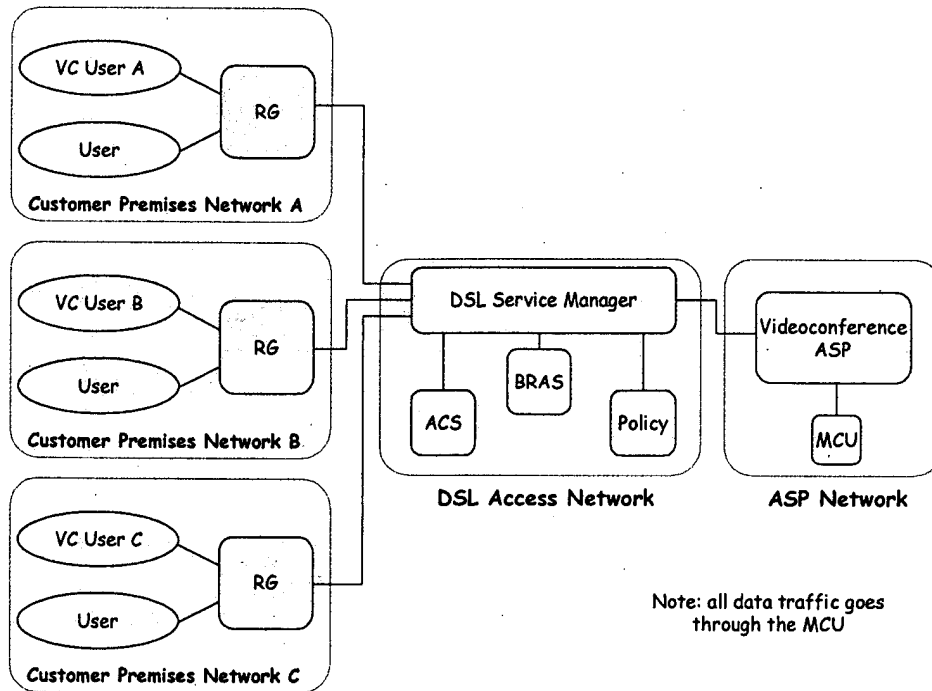 VC User A
RG
User
Customer Premises Network A
VC User B
RG
User
Customer Premises Network B
VC User C
RG
User
Customer Premises Network C
DSL Service Manager
ACS
BRAS
Policy
DSL Access Network
Videoconference
ASP
MCU
ASP Network
Note: all data traffic goes
through the MCU